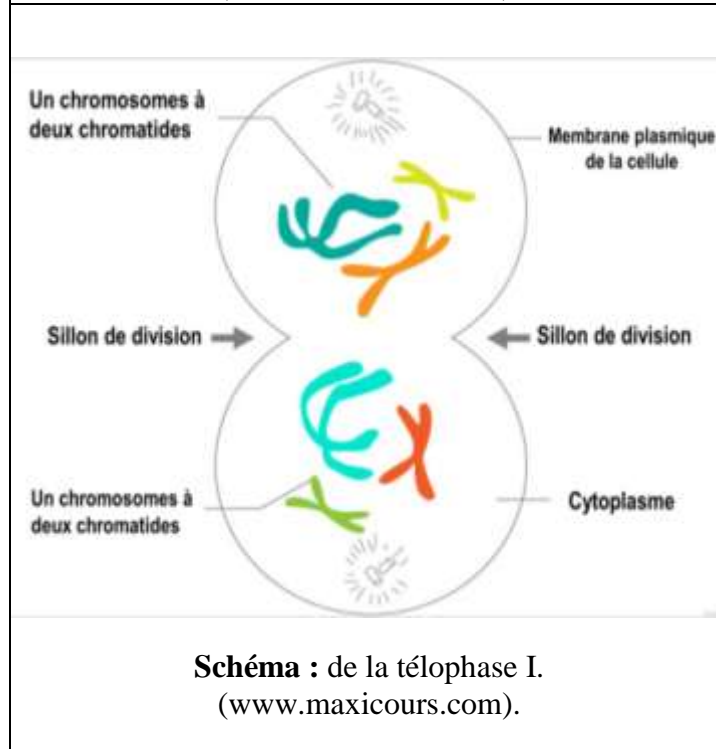 Un chromosomes à
deux chromatides
Membrane plasmique
de la cellule
Sillon de division
Sillon de division
Un chromosomes à
deux chromatides
Cytoplasme
Schéma : de la télophase I.
(www.maxicours.com).